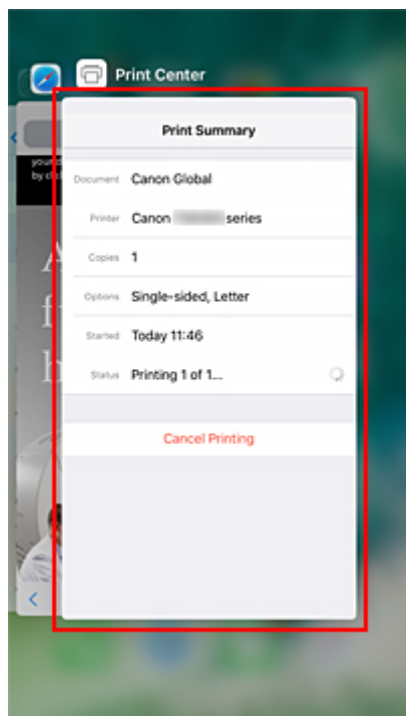 Print Center
Print Summary
Document Canon Global
Printer Canon series
Copies 1
Options Single-sided, Letter
Started Today 11:46
Status Printing 1 of 1...
Cancel Printing